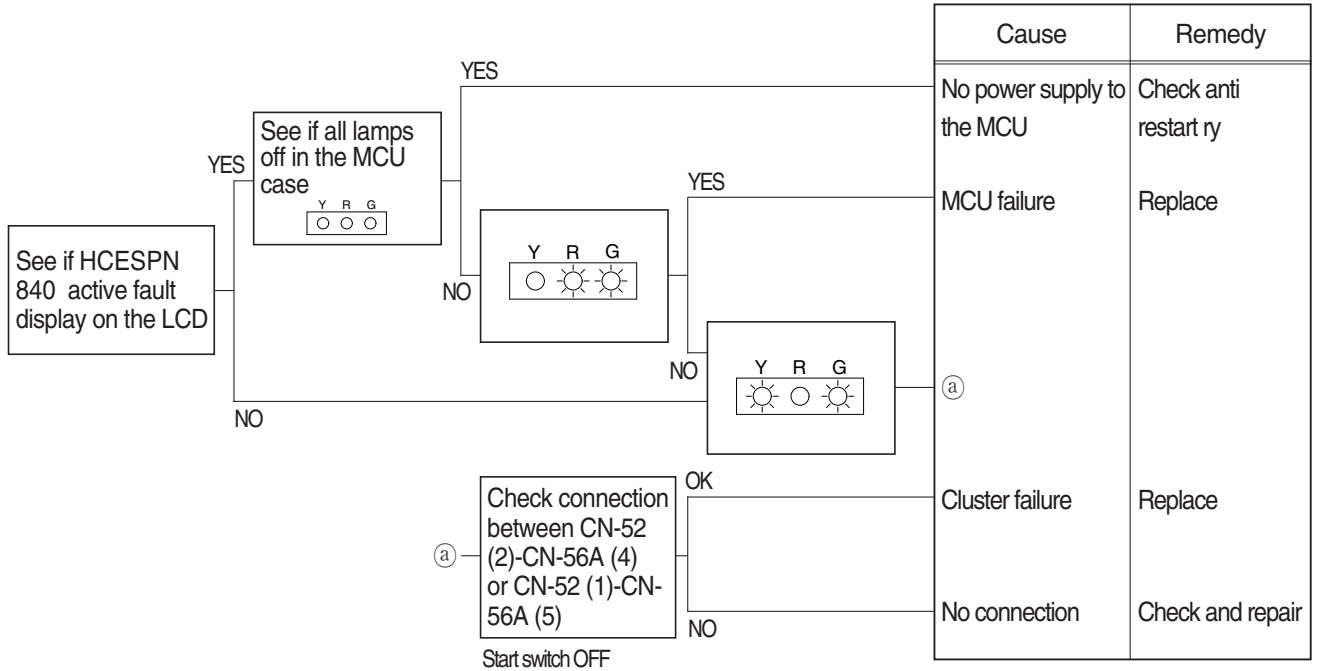 Cause
Remedy
YES
No power supply to
the MCU
Check anti
restart ry
See if all lamps
off in the MCU
case
Y R G
YES
YES
MCU failure
Replace
See if HCESPN
840 active fault
display on the LCD
Y R G
NO
NO
Y R G
ⓐ
NO
Check connection
between CN-52
(2)-CN-56A (4)
or CN-52 (1)-CN-
56A (5)
ⓐ
OK
Cluster failure
Replace
NO
No connection
Check and repair
Start switch OFF